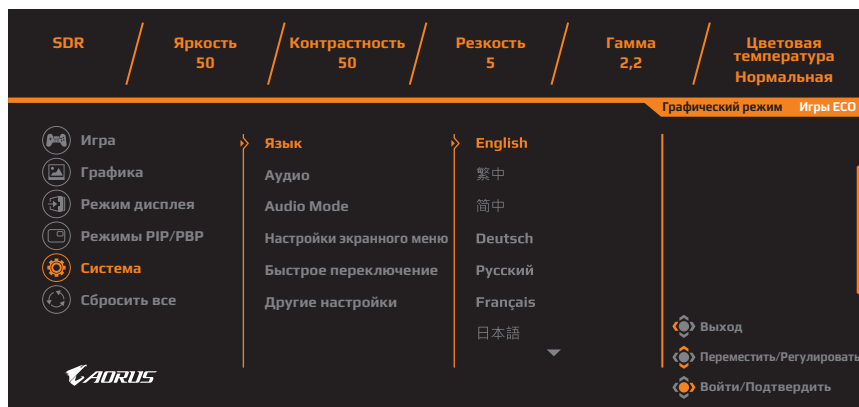 SDR
Яркость
50
Контрастность
50
Резкость
5
Гамма
2,2
Цветовая
температура
Нормальная
Графический режим Игры ECO
Игра
Графика
Режим дисплея
Режимы PIP/PBP
Система
Сбросить все
Язык
Аудио
Audio Mode
Настройки экранного меню
Быстрое переключение
Другие настройки
English
繁中
简中
Deutsch
Русский
Français
日本語
Выход
Переместить/Регулировать
Войти/Подтвердить
AORUS